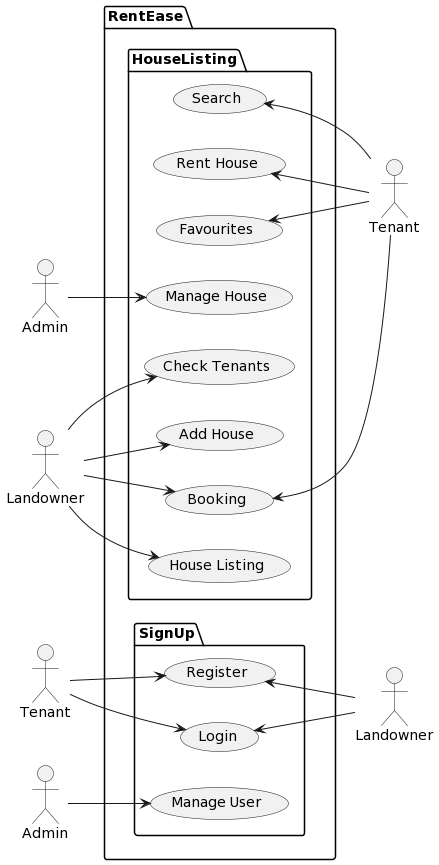 RentEase
HouseListing
Search
Rent House
Tenant
Favourites
Manage House
Admin
Check Tenants
Add House
Landowner
Booking
House Listing
SignUp
Register
Tenant
Landowner
Login
Manage User
Admin